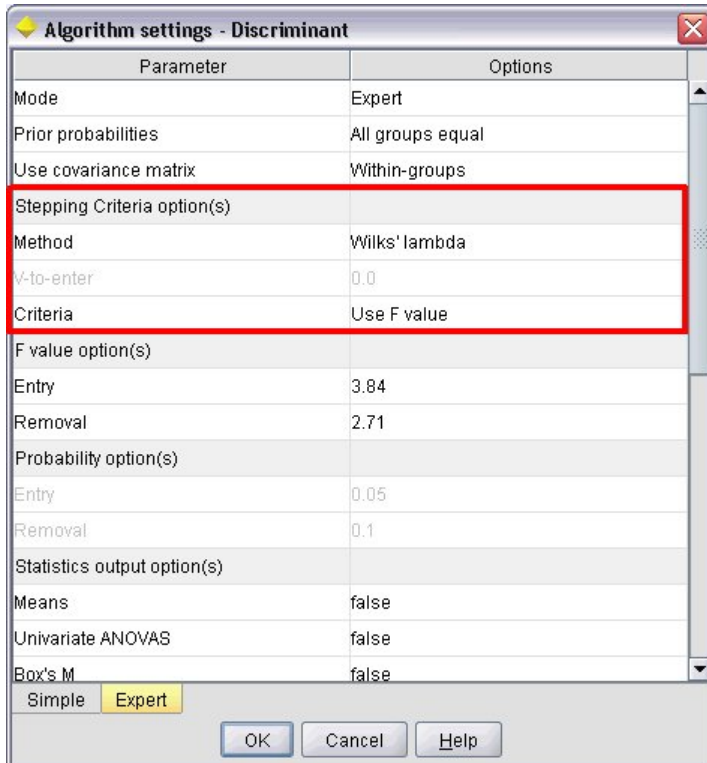 Algorithm settings - Discriminant
Parameter Options
Mode Expert
Prior probabilities All groups equal
Use covariance matrix Within-groups
Stepping Criteria option(s)
Method Wilks' lambda
V-to-enter 0.0
Criteria Use F value
F value option(s)
Entry 3.84
Removal 2.71
Probability option(s)
Entry 0.05
Removal 0.1
Statistics output option(s)
Means false
Univariate ANOVAS false
Box's M false
Simple Expert
OK Cancel Help